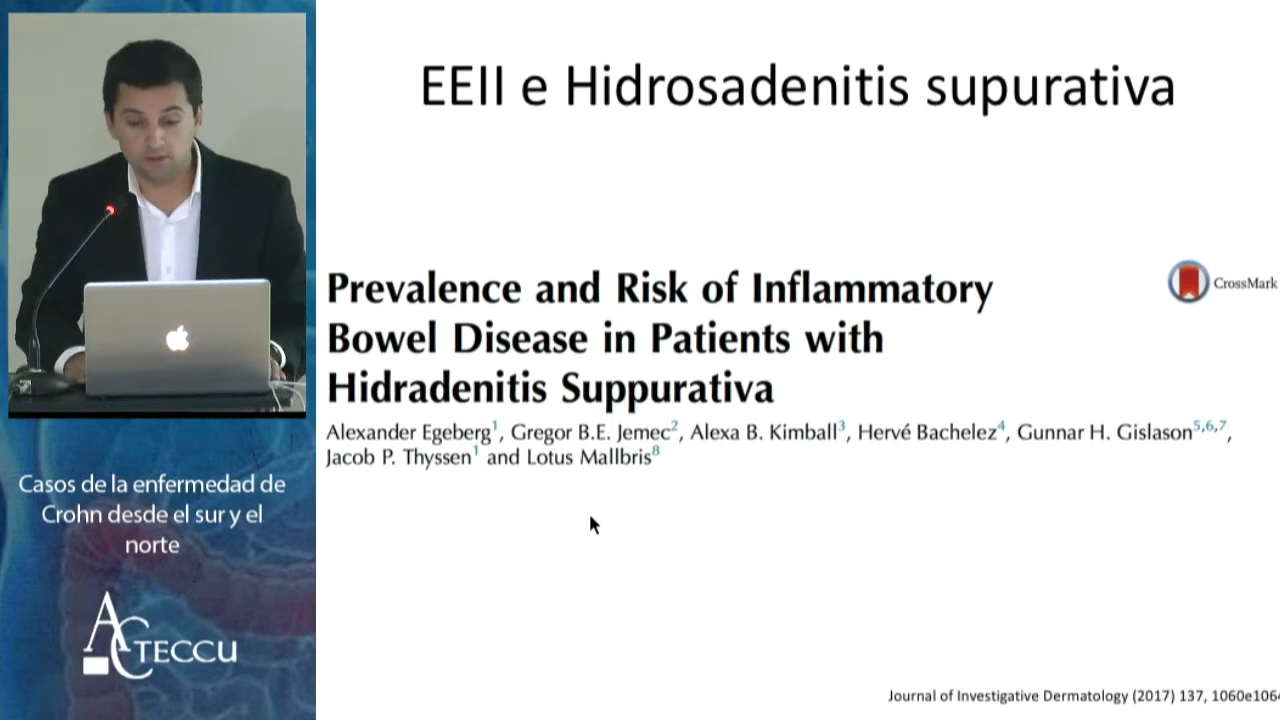 EEII e Hidrosadenitis supurativa
Prevalence and Risk of Inflammatory
Bowel Disease in Patients with
Hidradenitis Suppurativa
CrossMark
Alexander Egeberg1, Gregor B.E. Jemec2, Alexa B. Kimball3, Hervé Bachelez4, Gunnar H. Gislason5,6,7,
Jacob P. Thyssen1 and Lotus Mallbris8
Casos de la enfermedad de
Crohn desde el sur y el
norte
ACTECCU
Journal of Investigative Dermatology (2017) 137, 1060e1064